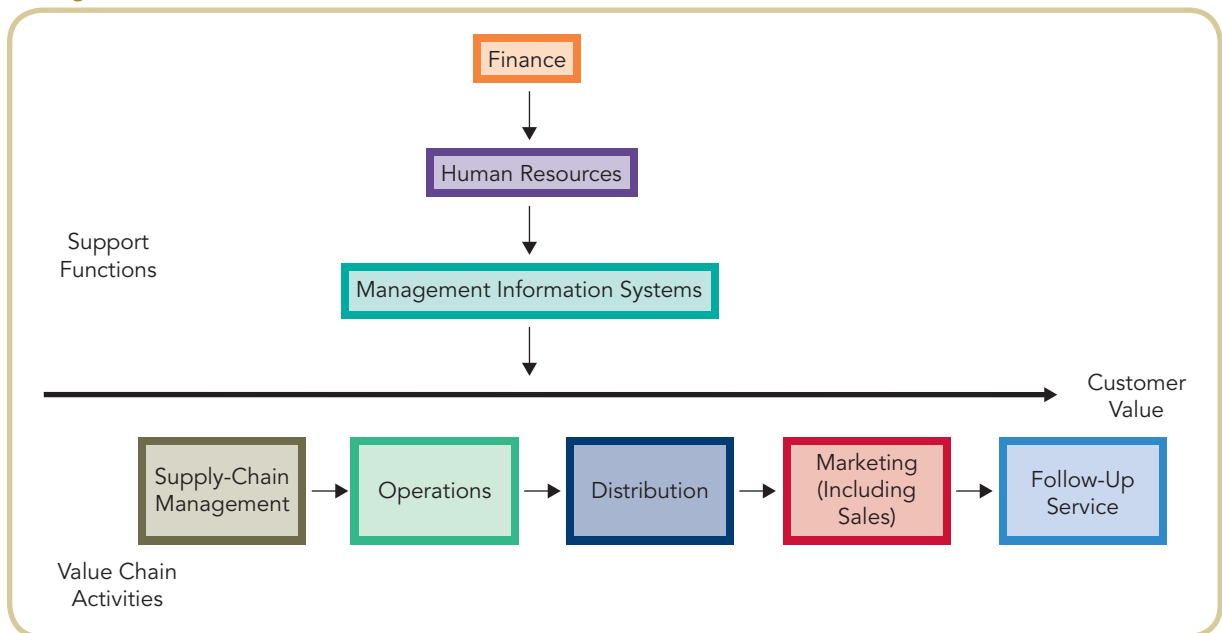 Finance
Human Resources
Support
Functions
Management Information Systems
Customer
Value
Supply-Chain
Management
Operations
Distribution
Marketing
(Including
Sales)
Follow-Up
Service
Value Chain
Activities